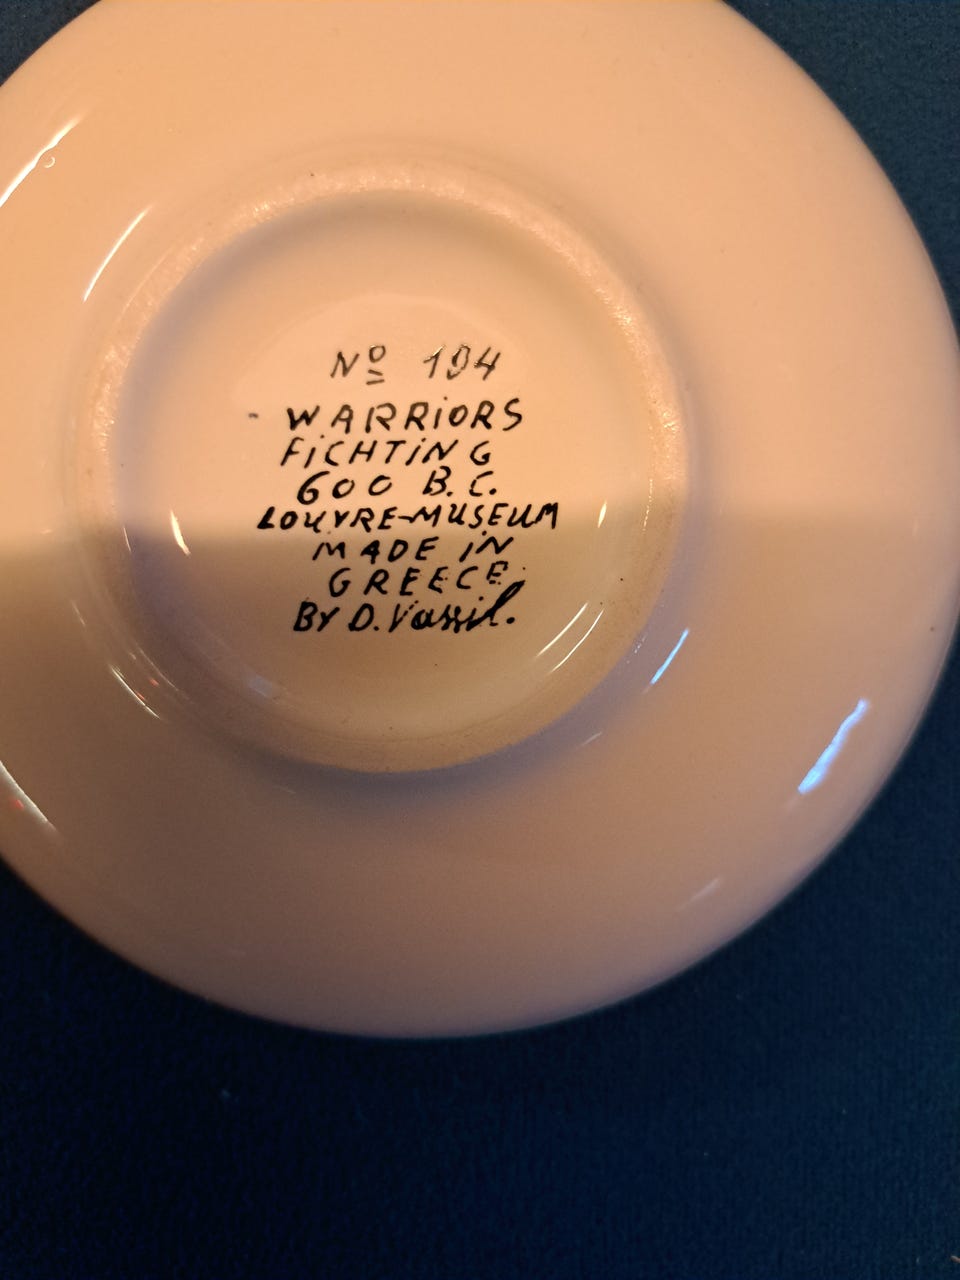 Nº 194
WARRiORS
FiCHTiNG
600 B.C.
LOUVRE-MUSEUM
MADE iN
GREECE
By D. Vassil.